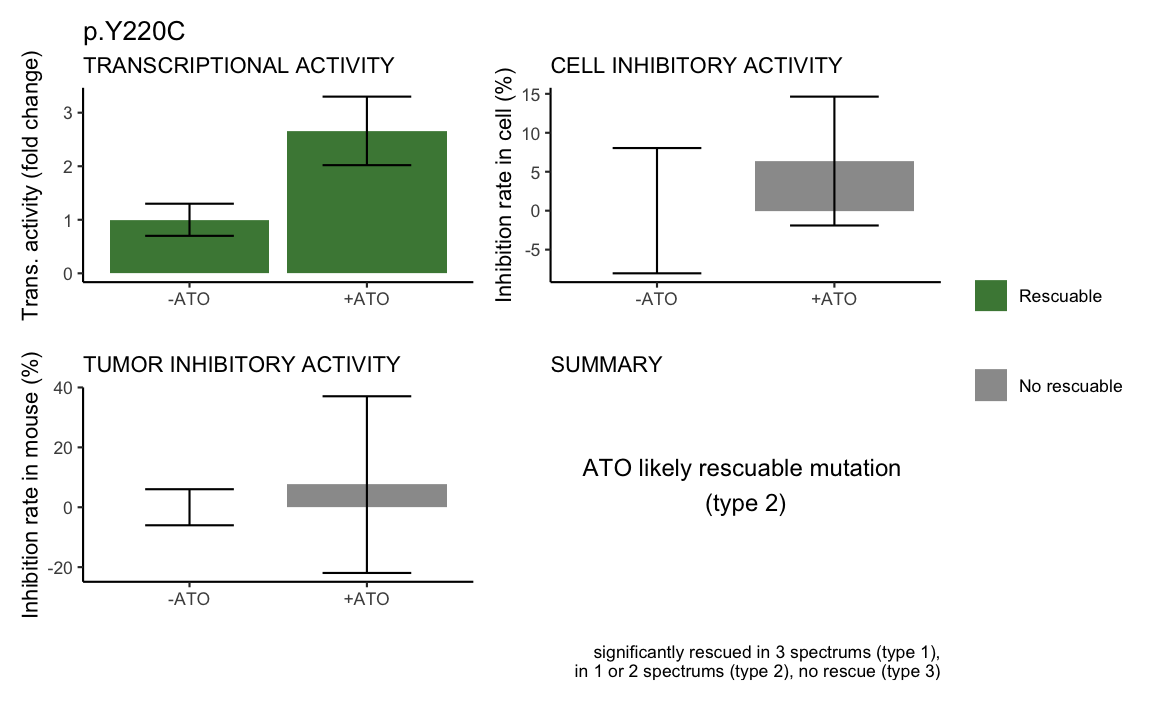 p.Y220C
TRANSCRIPTIONAL ACTIVITY
Trans. activity (fold change)
3
2
1
0
-ATO
+ATO
CELL INHIBITORY ACTIVITY
Inhibition rate in cell (%)
15
10
5
0
-5
-ATO
+ATO
Rescuable
No rescuable
TUMOR INHIBITORY ACTIVITY
Inhibition rate in mouse (%)
40
20
0
-20
-ATO
+ATO
SUMMARY
ATO likely rescuable mutation
(type 2)
significantly rescued in 3 spectrums (type 1),
in 1 or 2 spectrums (type 2), no rescue (type 3)